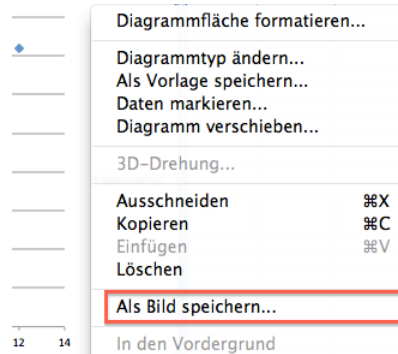 Diagrammfläche formatieren...
Diagrammtyp ändern...
Als Vorlage speichern...
Daten markieren...
Diagramm verschieben...
3D-Drehung...
Ausschneiden ⌘X
Kopieren ⌘C
Einfügen ⌘V
Löschen
Als Bild speichern...
12 14 In den Vordergrund